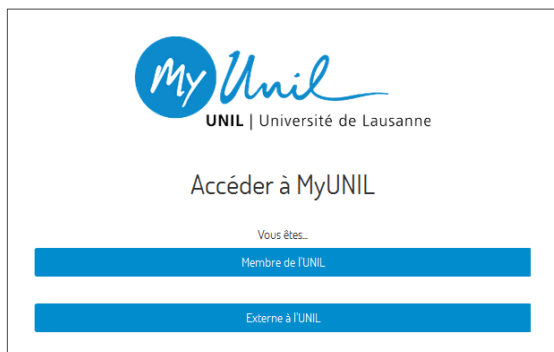 My Unil
UNIL | Université de Lausanne
Accéder à MyUNIL
Vous êtes...
Membre de l'UNIL
Externe à l'UNIL